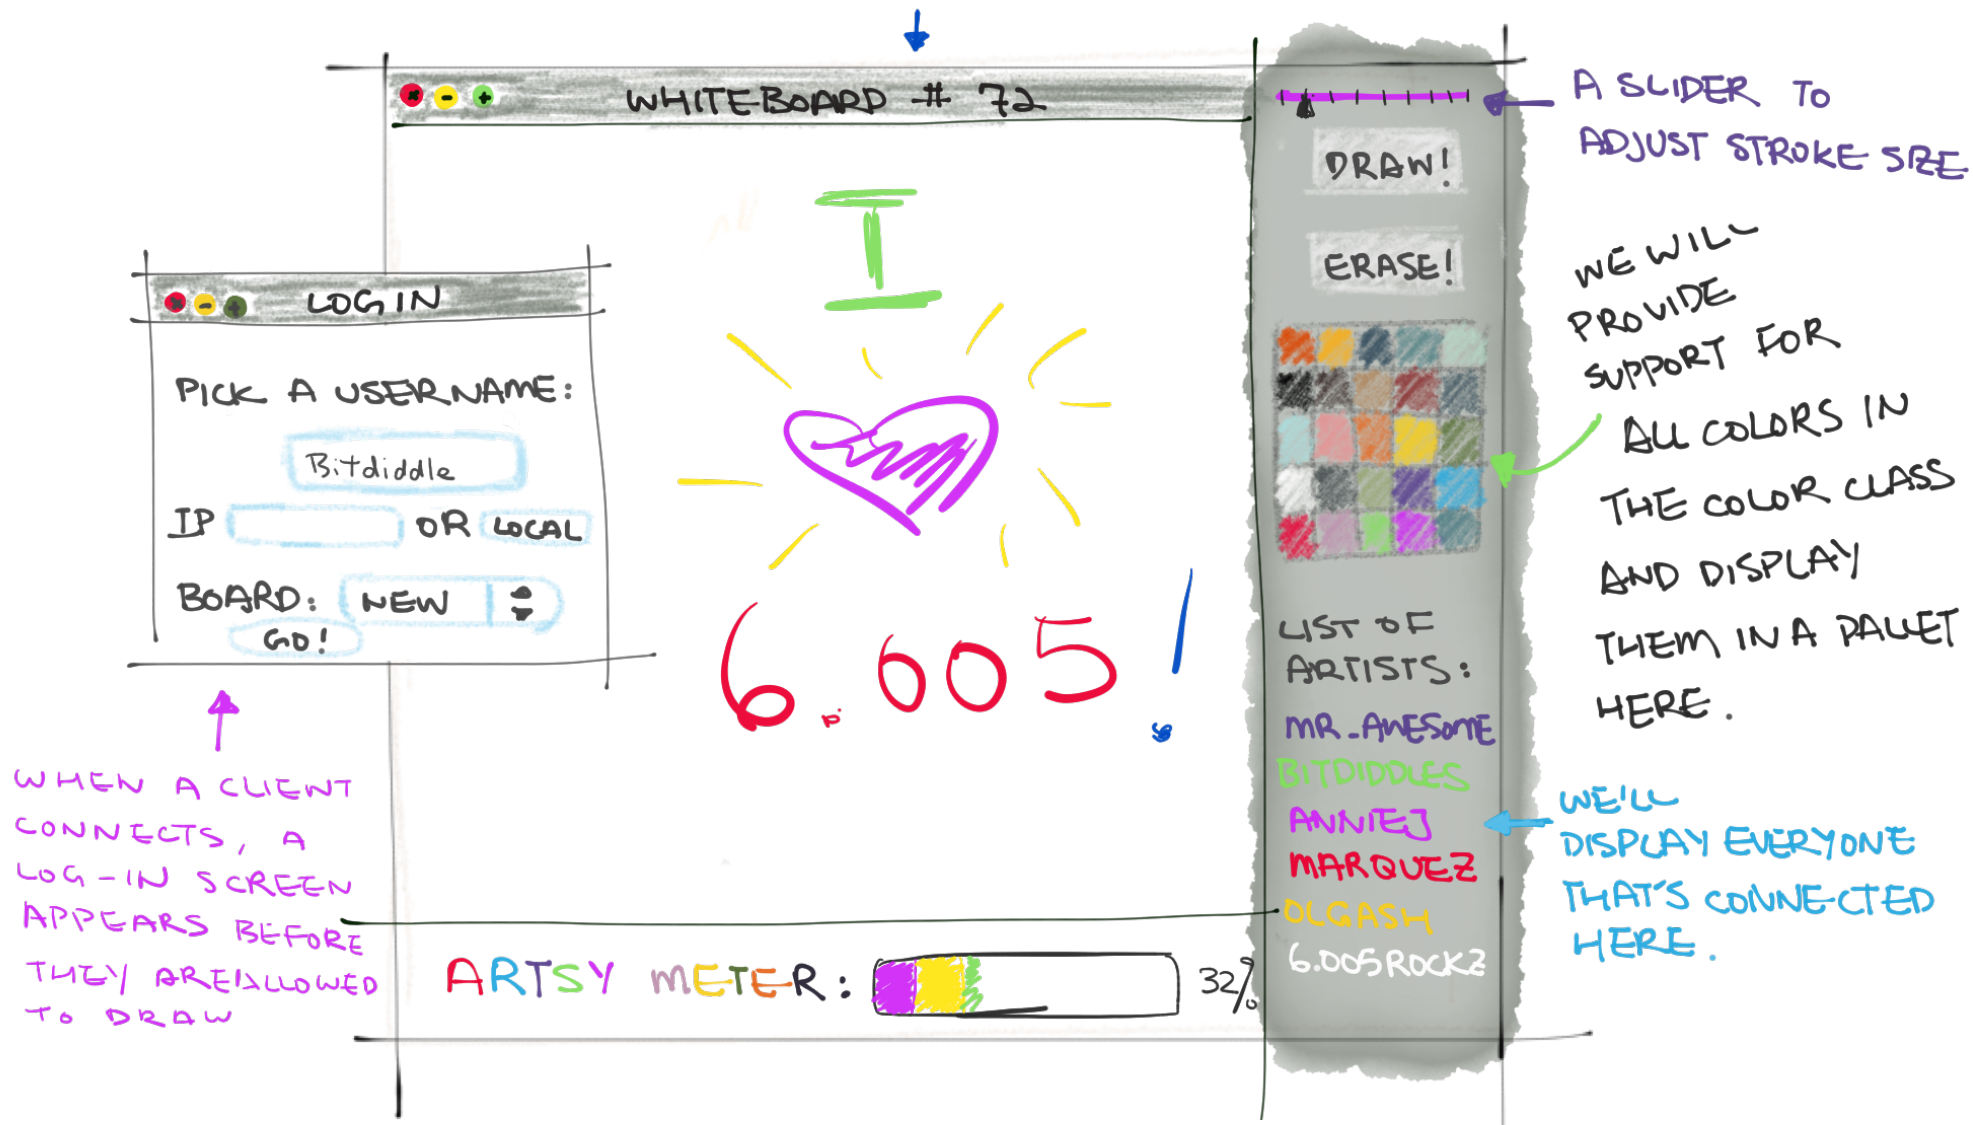 WHITEBOARD # 72
A SLIDER TO
ADJUST STROKE SIZE
DRAW!
ERASE!
WE WILL
PROVIDE
SUPPORT FOR
ALL COLORS IN
THE COLOR CLASS
AND DISPLAY
THEM IN A PALLET
HERE.
LOGIN
PICK A USERNAME:
Bitdiddle
IP OR LOCAL
BOARD: NEW
GO!
I
6.005!
LIST OF
ARTISTS:
MR_AWESOME
BITDIDDLES
ANNIEJ
MARQUEZ
OLGASH
6.005ROCKZ
WE'LL
DISPLAY EVERYONE
THAT'S CONNECTED
HERE.
WHEN A CLIENT
CONNECTS, A
LOG-IN SCREEN
APPEARS BEFORE
THEY ARE ALLOWED
TO DRAW
ARTSY METER: 32%